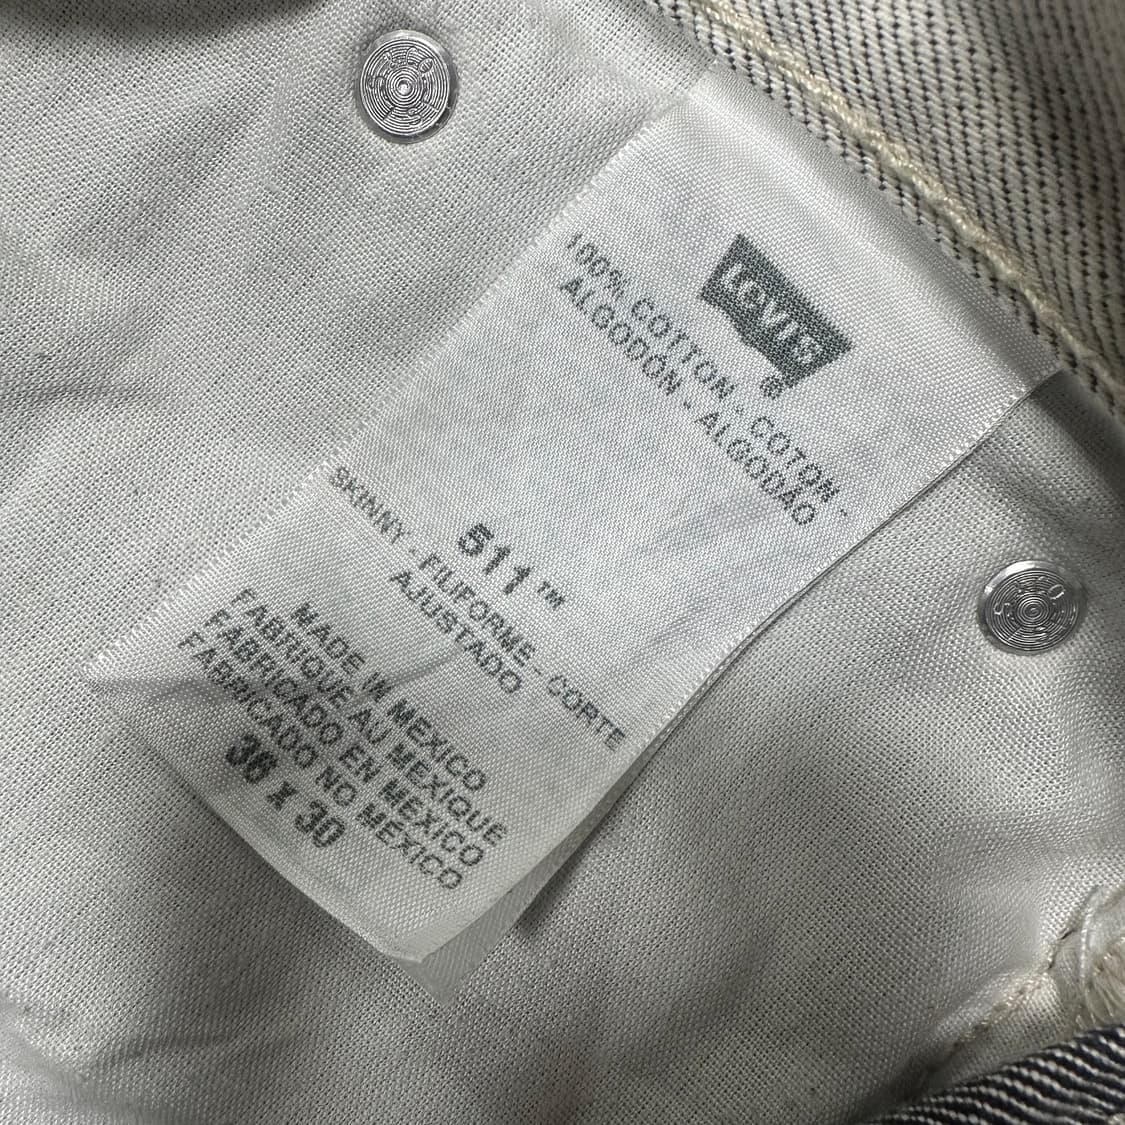 LEVI'S
®
100% COTTON - COTON -
ALGODÓN - ALGODÃO
511™
SKINNY - FILIFORME - CORTE
AJUSTADO
MADE IN MEXICO
FABRIQUE AU MEXIQUE
FABRICADO EN MÉXICO
FABRICADO NO MÉXICO
36 x 30